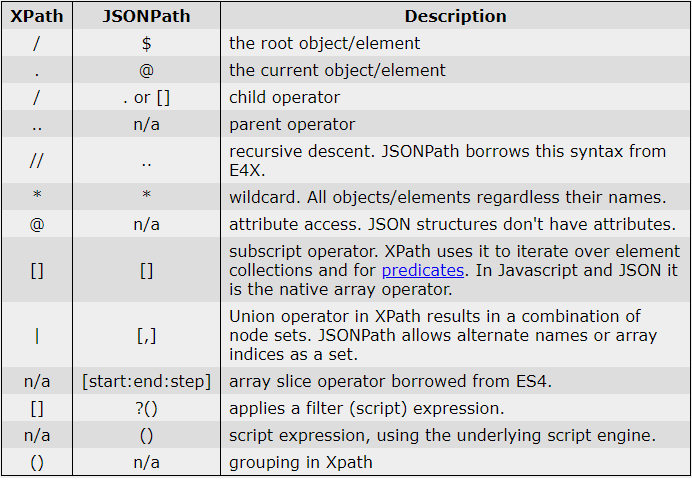 XPath JSONPath Description
/ $ the root object/element
. @ the current object/element
/ . or [] child operator
.. n/a parent operator
// .. recursive descent. JSONPath borrows this syntax from
E4X.
* * wildcard. All objects/elements regardless their names.
@ n/a attribute access. JSON structures don't have attributes.
[] [] subscript operator. XPath uses it to iterate over element
collections and for predicates. In Javascript and JSON it
is the native array operator.
| [,] Union operator in XPath results in a combination of
node sets. JSONPath allows alternate names or array
indices as a set.
n/a [start:end:step] array slice operator borrowed from ES4.
[] ?() applies a filter (script) expression.
n/a () script expression, using the underlying script engine.
() n/a grouping in Xpath